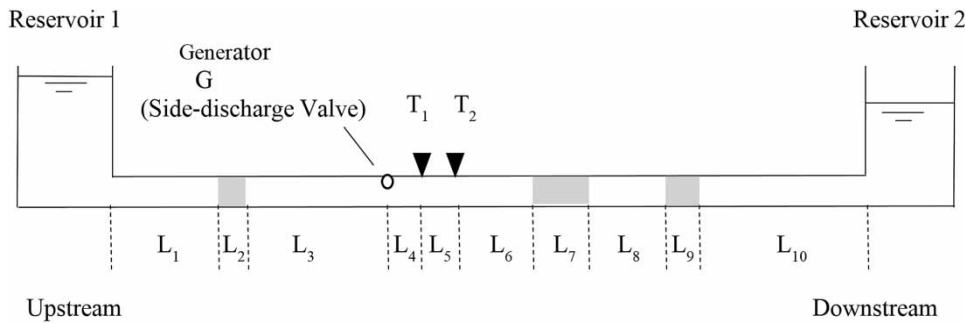 Reservoir 1
Reservoir 2
Generator
G
(Side-discharge Valve)
T1 T2
L1 L2 L3 L4 L5 L6 L7 L8 L9 L10
Upstream
Downstream